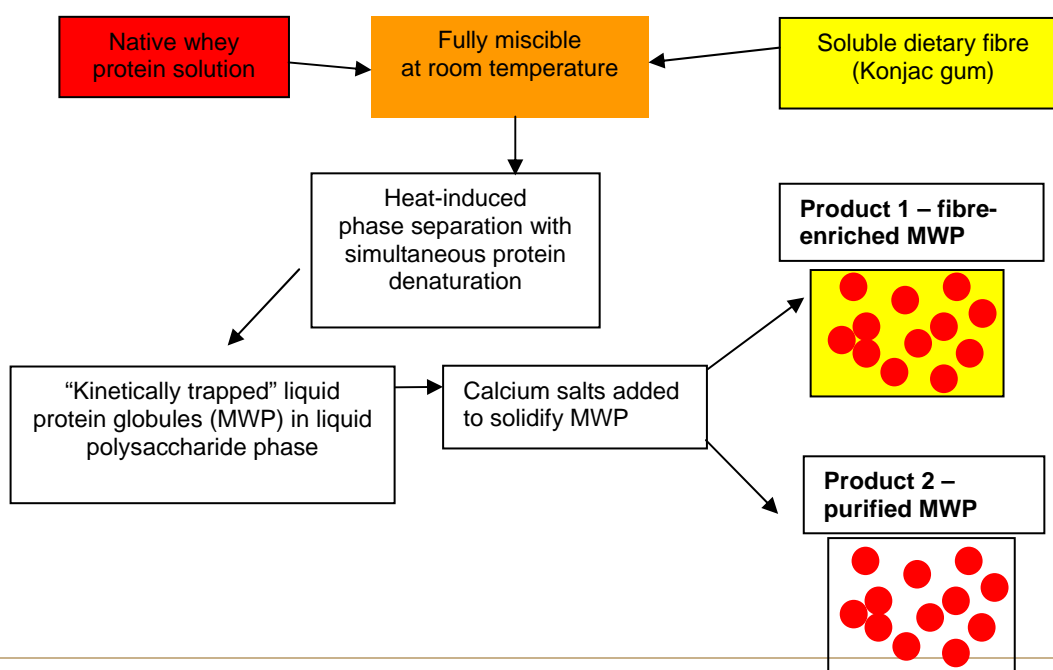 Native whey
protein solution
Fully miscible
at room temperature
Soluble dietary fibre
(Konjac gum)
Heat-induced
phase separation with
simultaneous protein
denaturation
Product 1 – fibre-
enriched MWP
“Kinetically trapped” liquid
protein globules (MWP) in liquid
polysaccharide phase
Calcium salts added
to solidify MWP
Product 2 –
purified MWP